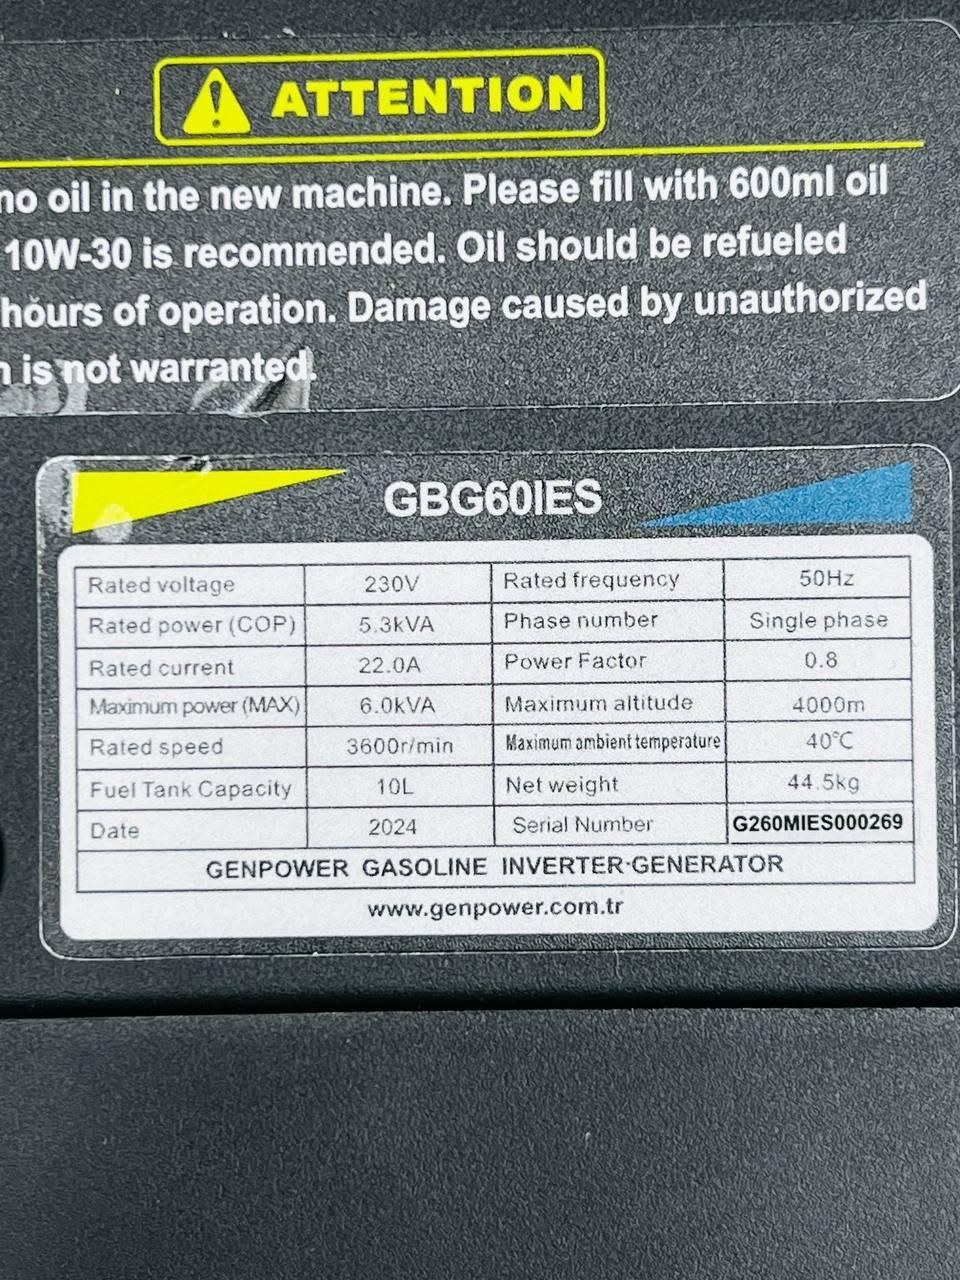 ATTENTION
no oil in the new machine. Please fill with 600ml oil
10W-30 is recommended. Oil should be refueled
hours of operation. Damage caused by unauthorized
is not warranted.
GBG60IES
Rated voltage 230V Rated frequency 50Hz
Rated power (COP) 5.3kVA Phase number Single phase
Rated current 22.0A Power Factor 0.8
Maximum power (MAX) 6.0kVA Maximum altitude 4000m
Rated speed 3600r/min Maximum ambient temperature 40°C
Fuel Tank Capacity 10L Net weight 44.5kg
Date 2024 Serial Number G260MIES000269
GENPOWER GASOLINE INVERTER·GENERATOR
www.genpower.com.tr